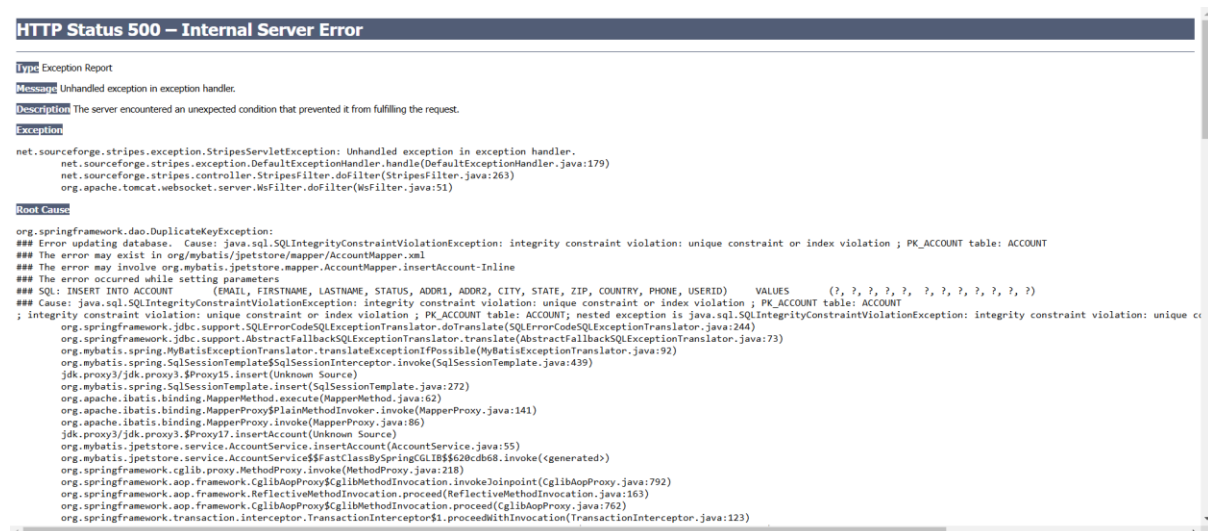 HTTP Status 500 – Internal Server Error
Type Exception Report
Message Unhandled exception in exception handler.
Description The server encountered an unexpected condition that prevented it from fulfilling the request.
Exception
net.sourceforge.stripes.exception.StripesServletException: Unhandled exception in exception handler.
net.sourceforge.stripes.exception.DefaultExceptionHandler.handle(DefaultExceptionHandler.java:179)
net.sourceforge.stripes.controller.StripesFilter.doFilter(StripesFilter.java:263)
org.apache.tomcat.websocket.server.WsFilter.doFilter(WsFilter.java:51)
Root Cause
org.springframework.dao.DuplicateKeyException:
### Error updating database.  Cause: java.sql.SQLIntegrityConstraintViolationException: integrity constraint violation: unique constraint or index violation ; PK_ACCOUNT table: ACCOUNT
### The error may exist in org/mybatis/jpetstore/mapper/AccountMapper.xml
### The error may involve org.mybatis.jpetstore.mapper.AccountMapper.insertAccount-Inline
### The error occurred while setting parameters
### SQL: INSERT INTO ACCOUNT (EMAIL, FIRSTNAME, LASTNAME, STATUS, ADDR1, ADDR2, CITY, STATE, ZIP, COUNTRY, PHONE, USERID) VALUES (?, ?, ?, ?, ?, ?, ?, ?, ?, ?, ?, ?)
### Cause: java.sql.SQLIntegrityConstraintViolationException: integrity constraint violation: unique constraint or index violation ; PK_ACCOUNT table: ACCOUNT
; integrity constraint violation: unique constraint or index violation ; PK_ACCOUNT table: ACCOUNT; nested exception is java.sql.SQLIntegrityConstraintViolationException: integrity constraint violation: unique
org.springframework.jdbc.support.SQLErrorCodeSQLExceptionTranslator.doTranslate(SQLErrorCodeSQLExceptionTranslator.java:244)
org.springframework.jdbc.support.AbstractFallbackSQLExceptionTranslator.translate(AbstractFallbackSQLExceptionTranslator.java:73)
org.mybatis.spring.MyBatisExceptionTranslator.translateExceptionIfPossible(MyBatisExceptionTranslator.java:92)
org.mybatis.spring.SqlSessionTemplate$SqlSessionInterceptor.invoke(SqlSessionTemplate.java:439)
jdk.proxy3/jdk.proxy3.$Proxy15.insert(Unknown Source)
org.mybatis.spring.SqlSessionTemplate.insert(SqlSessionTemplate.java:272)
org.apache.ibatis.binding.MapperMethod.execute(MapperMethod.java:62)
org.apache.ibatis.binding.MapperProxy$PlainMethodInvoker.invoke(MapperProxy.java:141)
org.apache.ibatis.binding.MapperProxy.invoke(MapperProxy.java:86)
jdk.proxy3/jdk.proxy3.$Proxy17.insertAccount(Unknown Source)
org.mybatis.jpetstore.service.AccountService.insertAccount(AccountService.java:55)
org.mybatis.jpetstore.service.AccountService$$FastClassBySpringCGLIB$$620cdb68.invoke(<generated>)
org.springframework.cglib.proxy.MethodProxy.invoke(MethodProxy.java:218)
org.springframework.aop.framework.CglibAopProxy$CglibMethodInvocation.invokeJoinpoint(CglibAopProxy.java:792)
org.springframework.aop.framework.ReflectiveMethodInvocation.proceed(ReflectiveMethodInvocation.java:163)
org.springframework.aop.framework.CglibAopProxy$CglibMethodInvocation.proceed(CglibAopProxy.java:762)
org.springframework.transaction.interceptor.TransactionInterceptor$1.proceedWithInvocation(TransactionInterceptor.java:123)